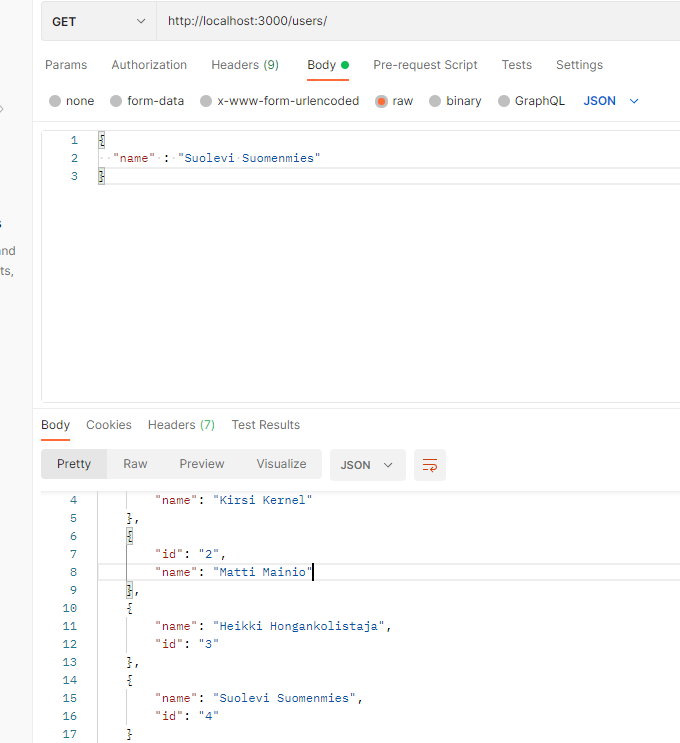 GET http://localhost:3000/users/
Params Authorization Headers (9) Body Pre-request Script Tests Settings
none form-data x-www-form-urlencoded raw binary GraphQL JSON
1 {
2 "name" : "Suolevi Suomenmies"
3 }
s
and
ts,
Body Cookies Headers (7) Test Results
Pretty Raw Preview Visualize JSON
4 "name": "Kirsi Kernel"
5 },
6 {
7 "id": "2",
8 "name": "Matti Mainio"
9 },
10 {
11 "name": "Heikki Hongankolistaja",
12 "id": "3"
13 },
14 {
15 "name": "Suolevi Suomenmies",
16 "id": "4"
17 }